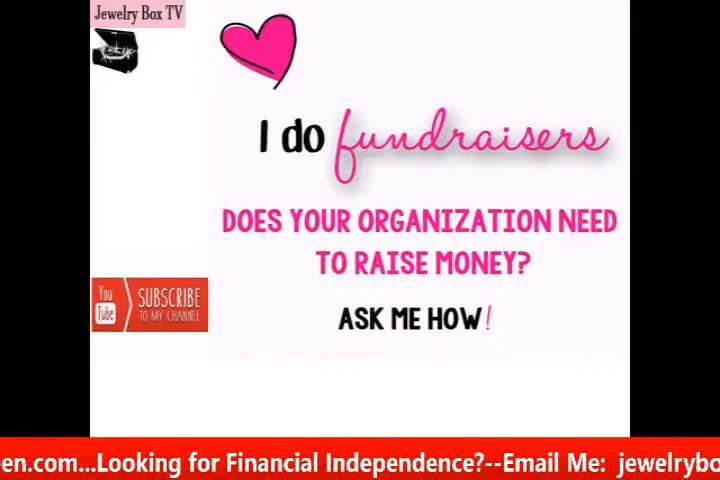 Jewelry Box TV
I do fundraisers
DOES YOUR ORGANIZATION NEED
TO RAISE MONEY?
ASK ME HOW!
You
Tube
SUBSCRIBE
TO MY CHANNEL
en.com...Looking for Financial Independence?--Email Me: jewelrybo